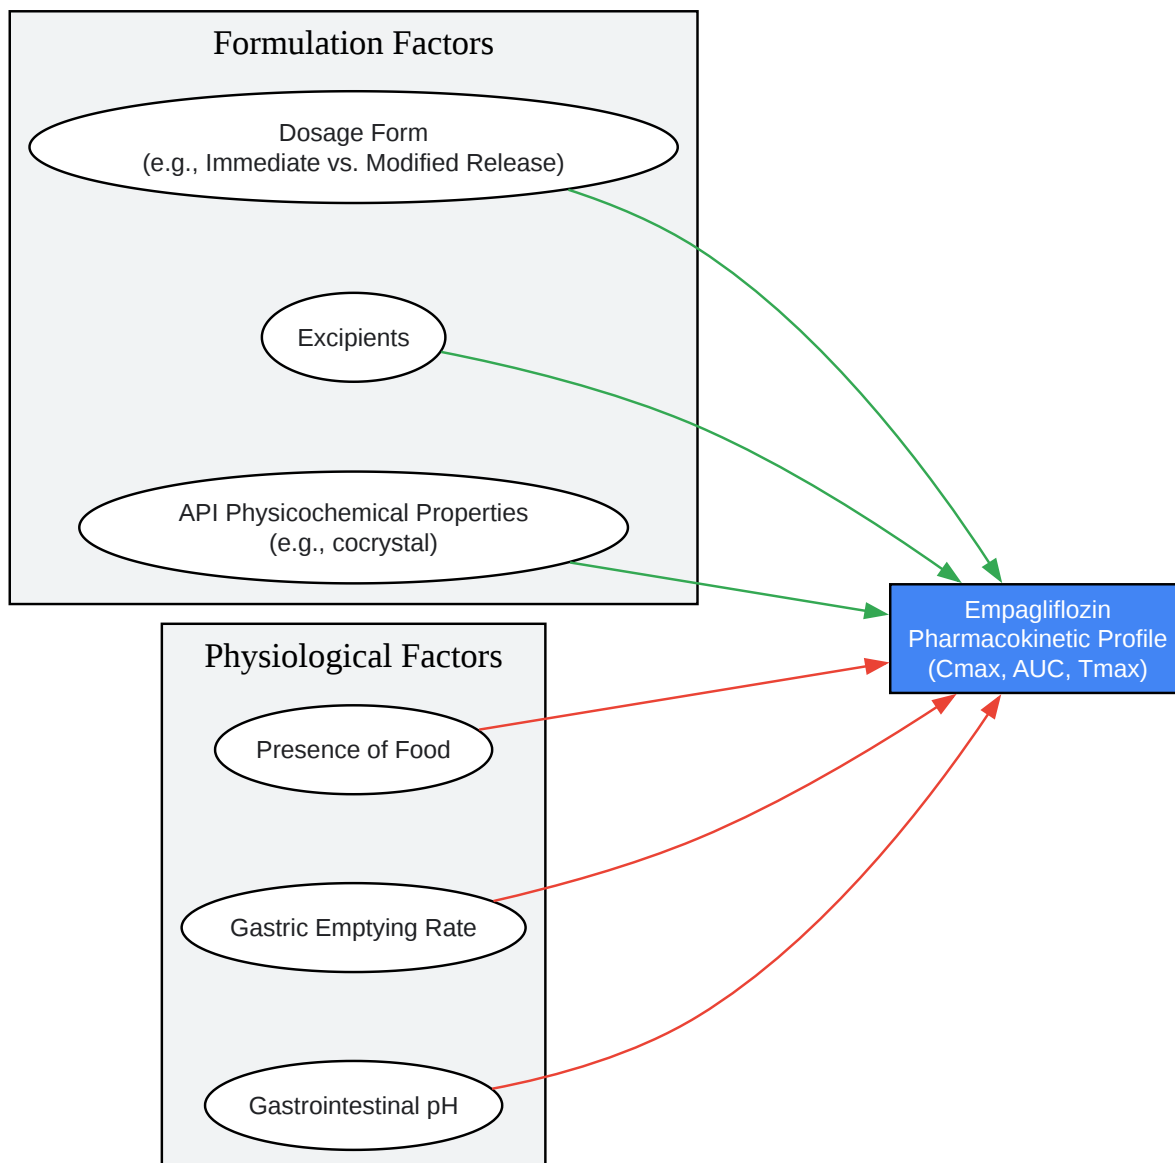 Formulation Factors
Dosage Form
(e.g., Immediate vs. Modified Release)
Excipients
API Physicochemical Properties
(e.g., cocrystal)
Empagliflozin
Pharmacokinetic Profile
(Cmax, AUC, Tmax)
Physiological Factors
Presence of Food
Gastric Emptying Rate
Gastrointestinal pH